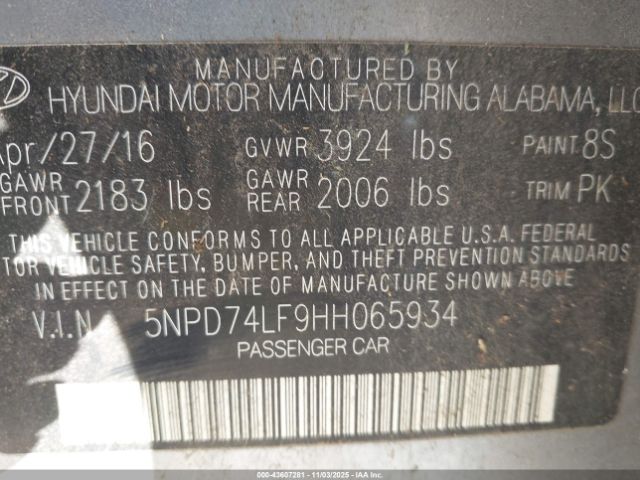 MANUFACTURED BY
HYUNDAI MOTOR MANUFACTURING ALABAMA, LLC
Apr/27/16 GVWR 3924 lbs PAINT 8S
GAWR FRONT 2183 lbs GAWR REAR 2006 lbs TRIM PK
THIS VEHICLE CONFORMS TO ALL APPLICABLE U.S.A. FEDERAL
TOR VEHICLE SAFETY, BUMPER, AND THEFT PREVENTION STANDARDS
IN EFFECT ON THE DATE OF MANUFACTURE SHOWN ABOVE
V.I.N 5NPD74LF9HH065934
PASSENGER CAR
000-43607281 - 11/03/2025 - IAA Inc.